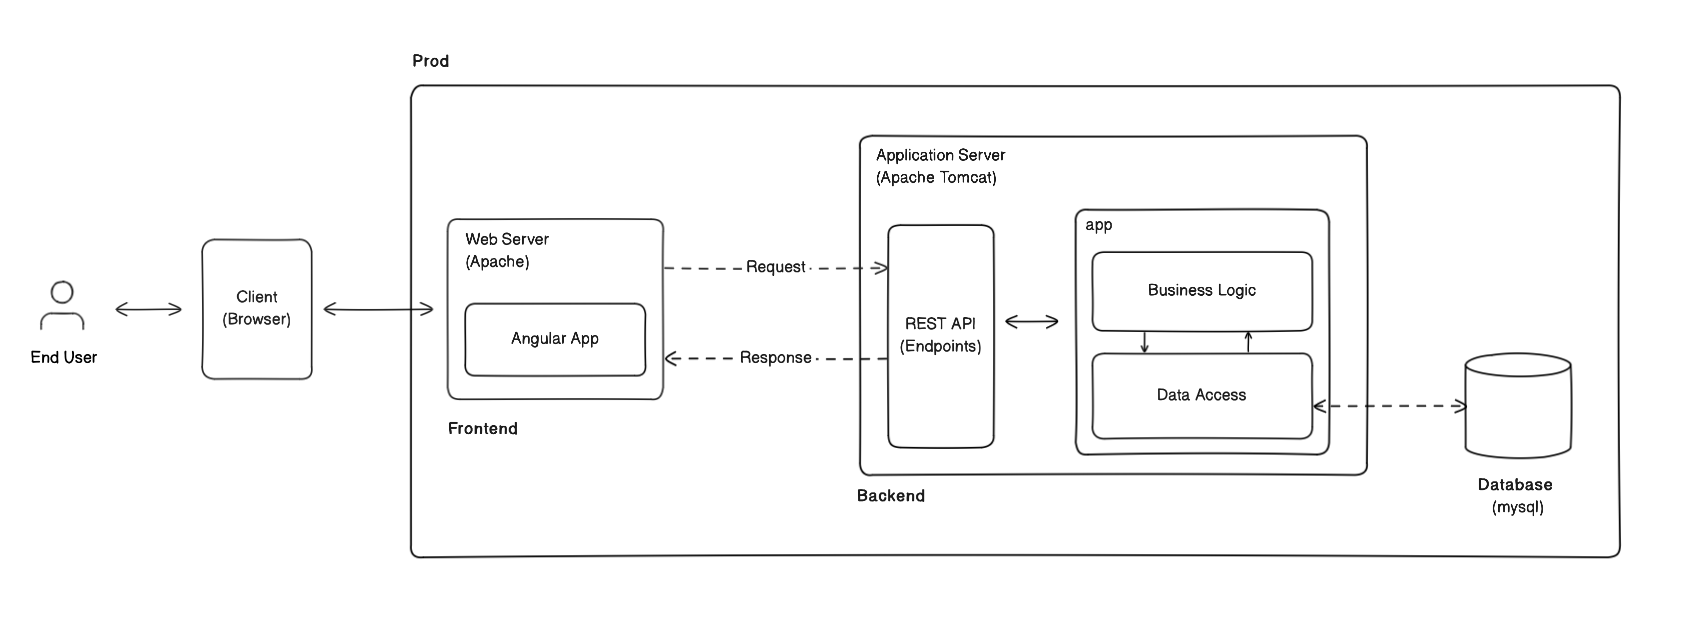 Prod
Application Server
(Apache Tomcat)
app
Web Server
(Apache)
Request
Business Logic
Client
(Browser)
REST API
(Endpoints)
Angular App
End User
Response
Data Access
Frontend
Backend
Database
(mysql)